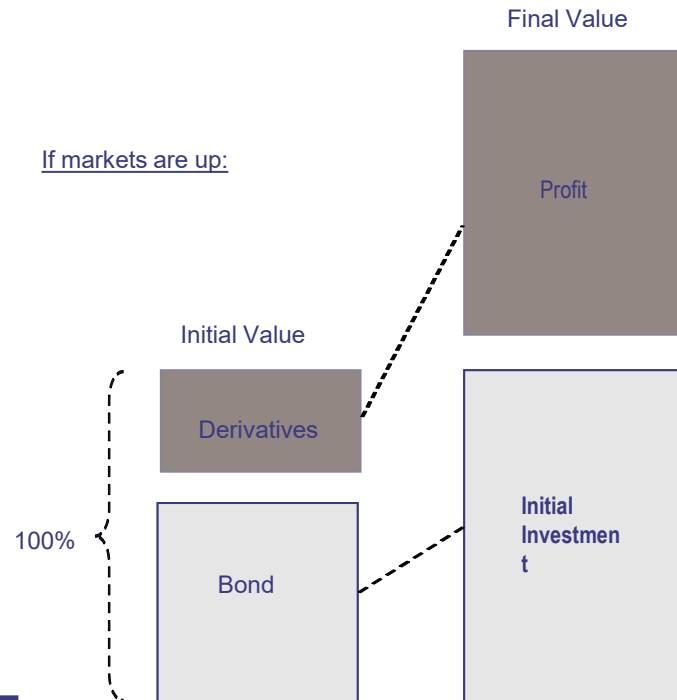 Final Value
If markets are up:
Profit
Initial Value
Derivatives
100%
Bond
Initial
Investmen
t